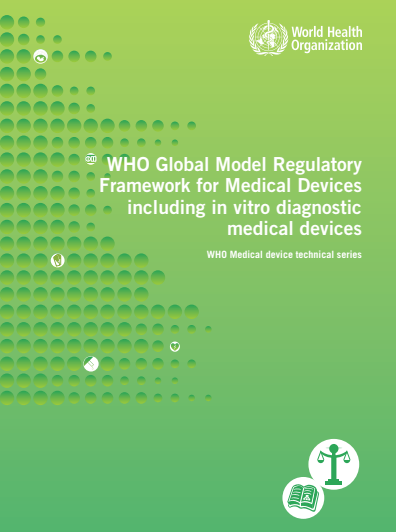 World Health
Organization
WHO Global Model Regulatory
Framework for Medical Devices
including in vitro diagnostic
medical devices
WHO Medical device technical series